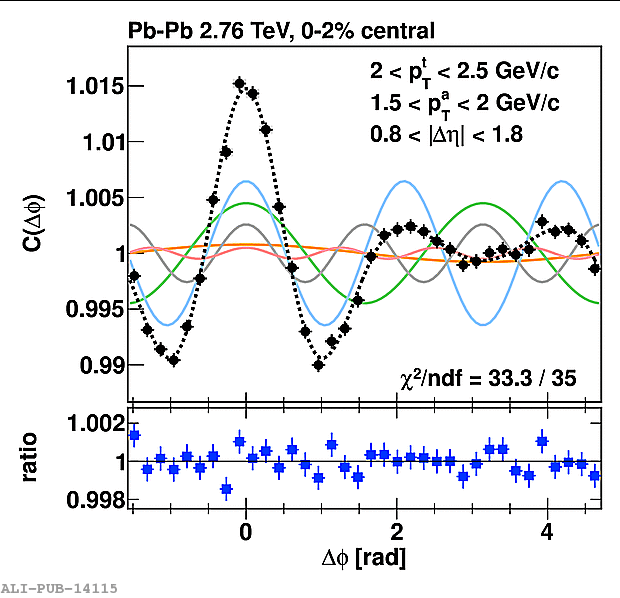 Pb-Pb 2.76 TeV, 0-2% central
2 < p_T^t < 2.5 GeV/c
1.5 < p_T^a < 2 GeV/c
0.8 < |Δη| < 1.8
C(Δϕ)
1.015
1.01
1.005
1
0.995
0.99
χ²/ndf = 33.3 / 35
ratio
1.002
1
0.998
0 2 4
Δϕ [rad]
ALI-PUB-14115